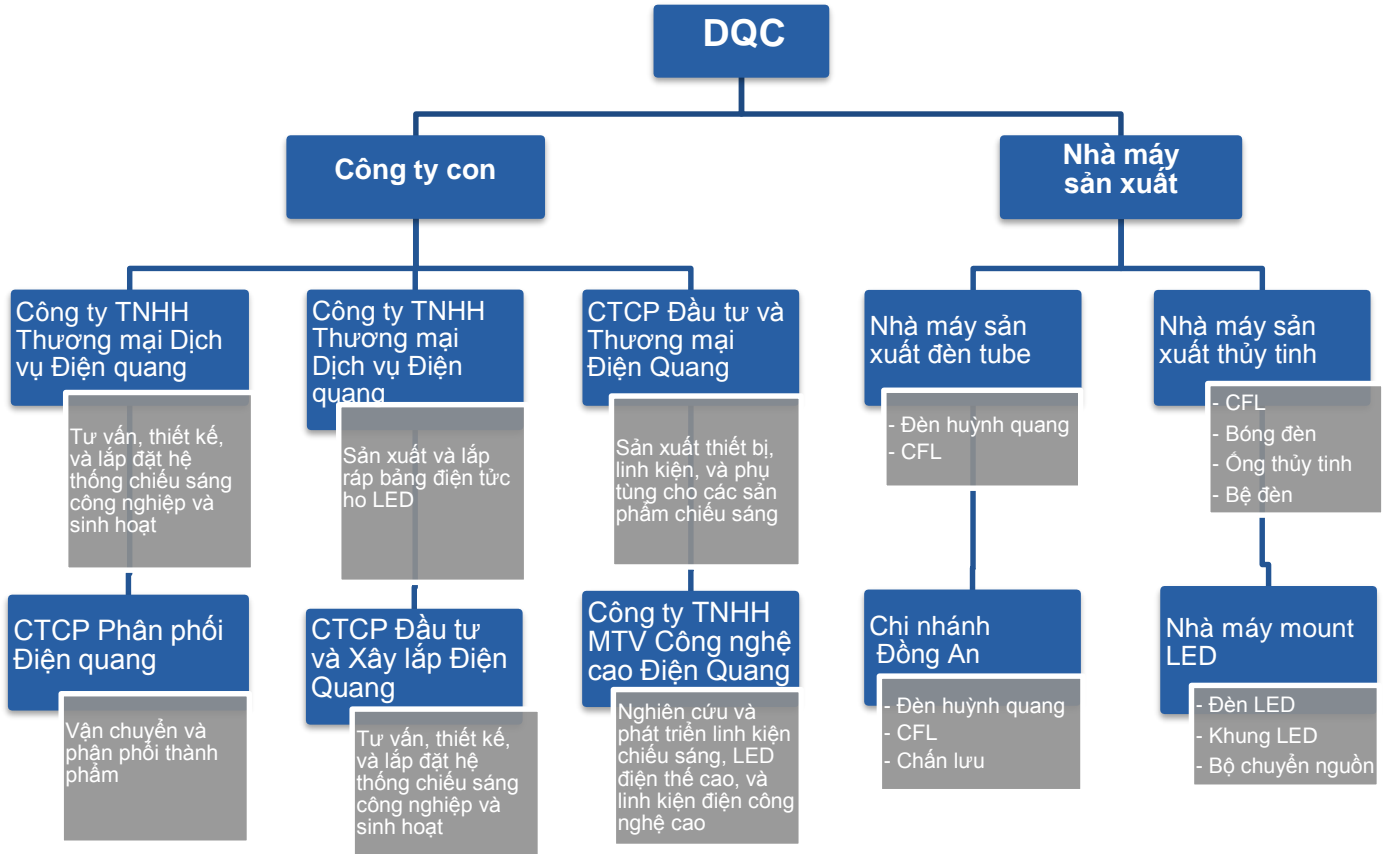 DQC
Công ty con
Nhà máy
sản xuất
Công ty TNHH
Thương mại Dịch
vụ Điện quang
Tư vấn, thiết kế,
và lắp đặt hệ
thống chiếu sáng
công nghiệp và
sinh hoạt
Công ty TNHH
Thương mại
Dịch vụ Điện
quang
Sản xuất và lắp
ráp bảng điện tức
ho LED
CTCP Đầu tư và
Thương mại
Điện Quang
Sản xuất thiết bị,
linh kiện, và phụ
tùng cho các sản
phẩm chiếu sáng
Nhà máy sản
xuất đèn tube
- Đèn huỳnh quang
- CFL
Nhà máy sản
xuất thủy tinh
- CFL
- Bóng đèn
- Ống thủy tinh
- Bệ đèn
CTCP Phân phối
Điện quang
Vận chuyển và
phân phối thành
phẩm
CTCP Đầu tư
và Xây lắp Điện
Quang
Tư vấn, thiết kế,
và lắp đặt hệ
thống chiếu sáng
công nghiệp và
sinh hoạt
Công ty TNHH
MTV Công nghệ
cao Điện Quang
Nghiên cứu và
phát triển linh kiện
chiếu sáng, LED
điện thế cao, và
linh kiện điện công
nghệ cao
Chi nhánh
Đồng An
- Đèn huỳnh quang
- CFL
- Chấn lưu
Nhà máy mount
LED
- Đèn LED
- Khung LED
- Bộ chuyển nguồn